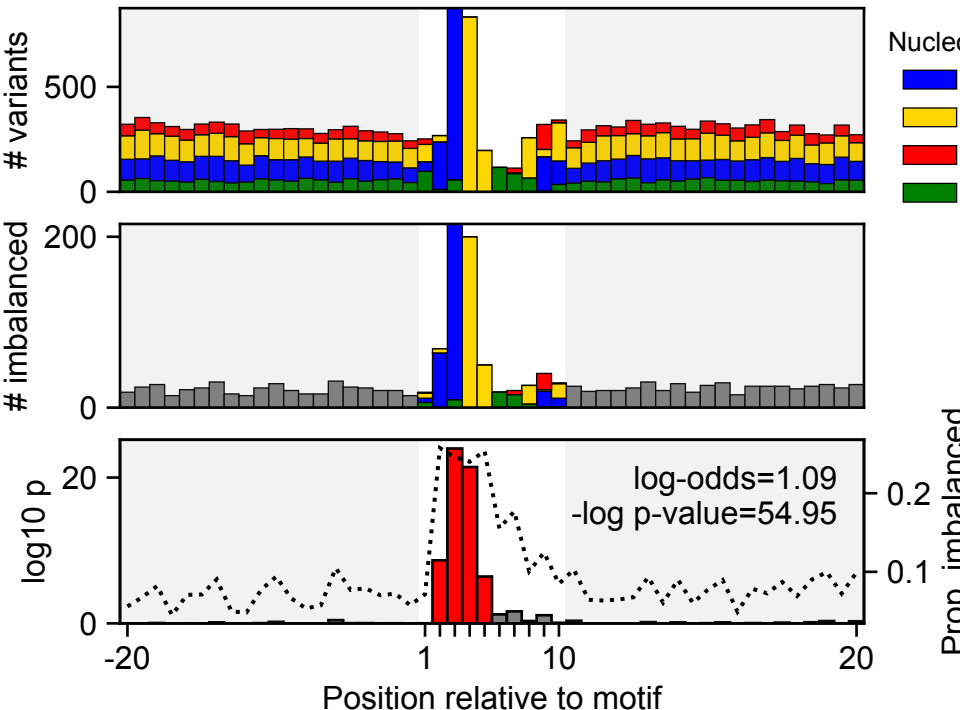 # variants
500
0
# imbalanced
200
0
log10 p
20
0
log-odds=1.09
-log p-value=54.95
0.2
0.1
Prop. imbalanced
-20
1
10
20
Position relative to motif